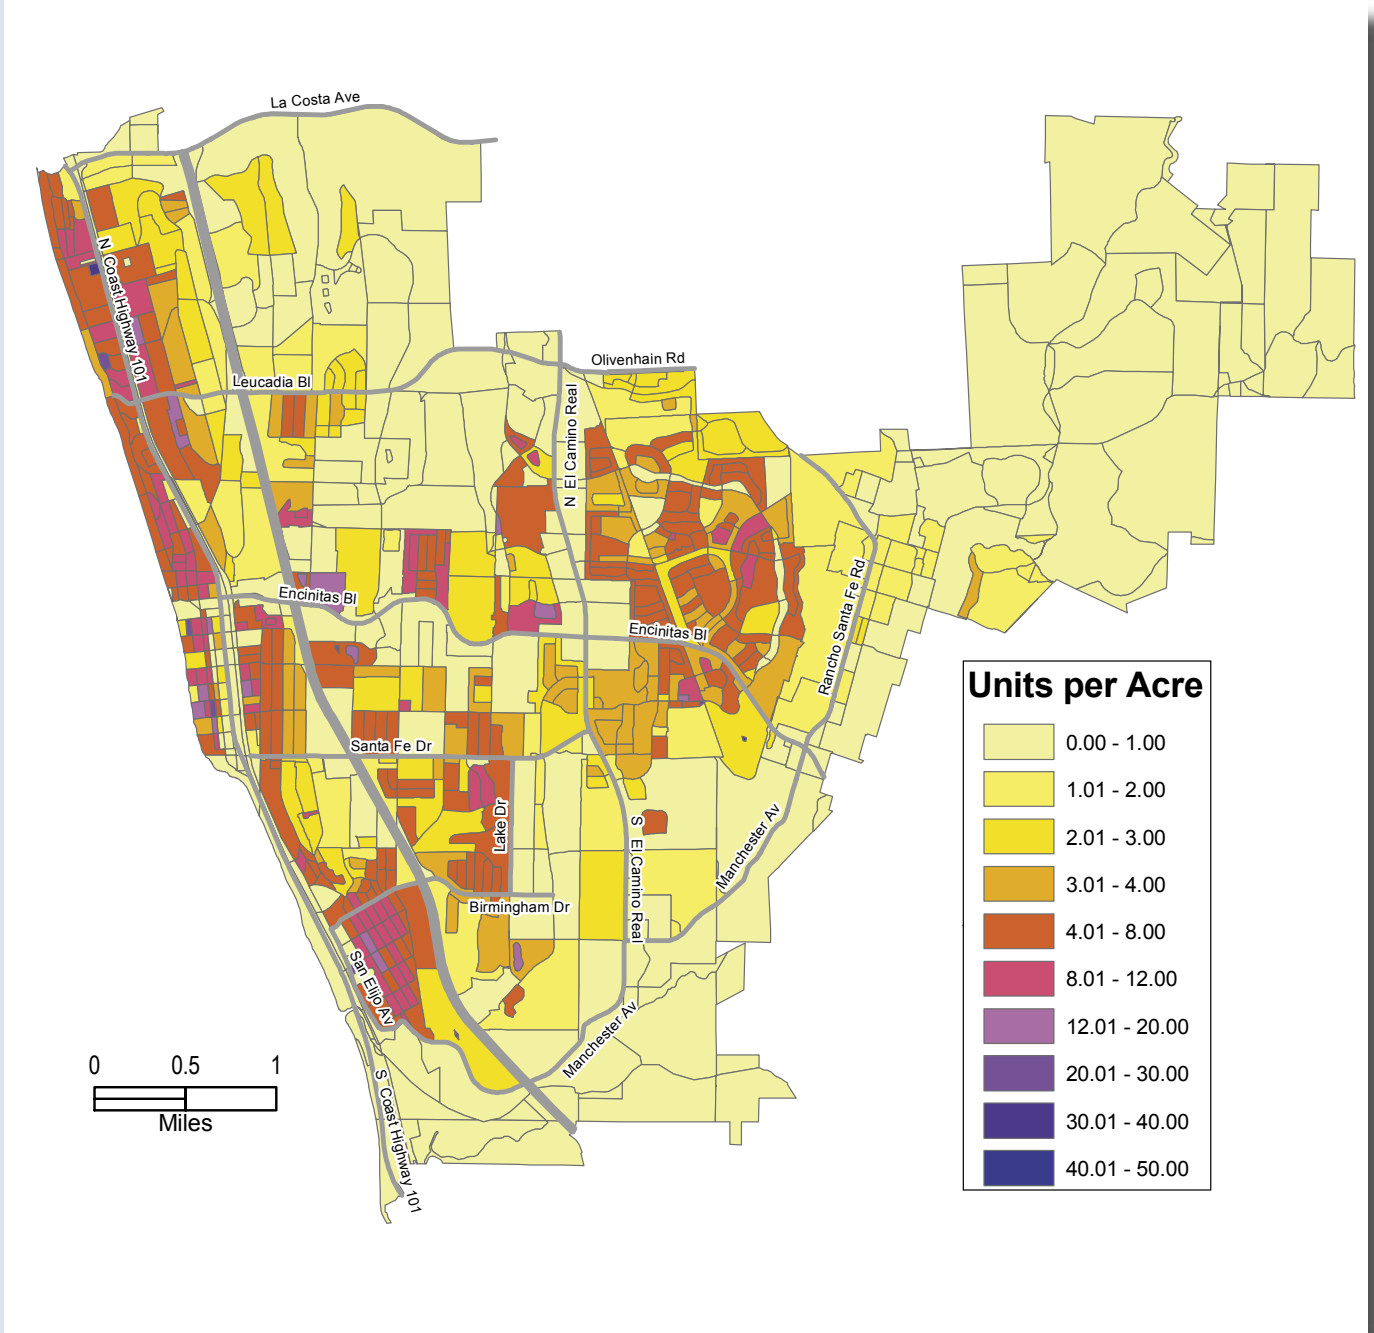 La Costa Ave
N Coast Highway 101
Olivenhain Rd
Leucadia Bl
N El Camino Real
Encinitas Bl
Encinitas Bl
Rancho Santa Fe Rd
Santa Fe Dr
Lake Dr
S El Camino Real
Manchester Av
Birmingham Dr
San Elijo Av
Manchester Av
S Coast Highway 101
0 0.5 1
Miles
Units per Acre
0.00 - 1.00
1.01 - 2.00
2.01 - 3.00
3.01 - 4.00
4.01 - 8.00
8.01 - 12.00
12.01 - 20.00
20.01 - 30.00
30.01 - 40.00
40.01 - 50.00